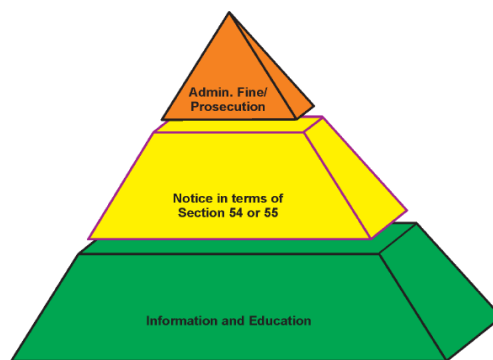 Admin. Fine/
Prosecution
Notice in terms of
Section 54 or 55
Information and Education